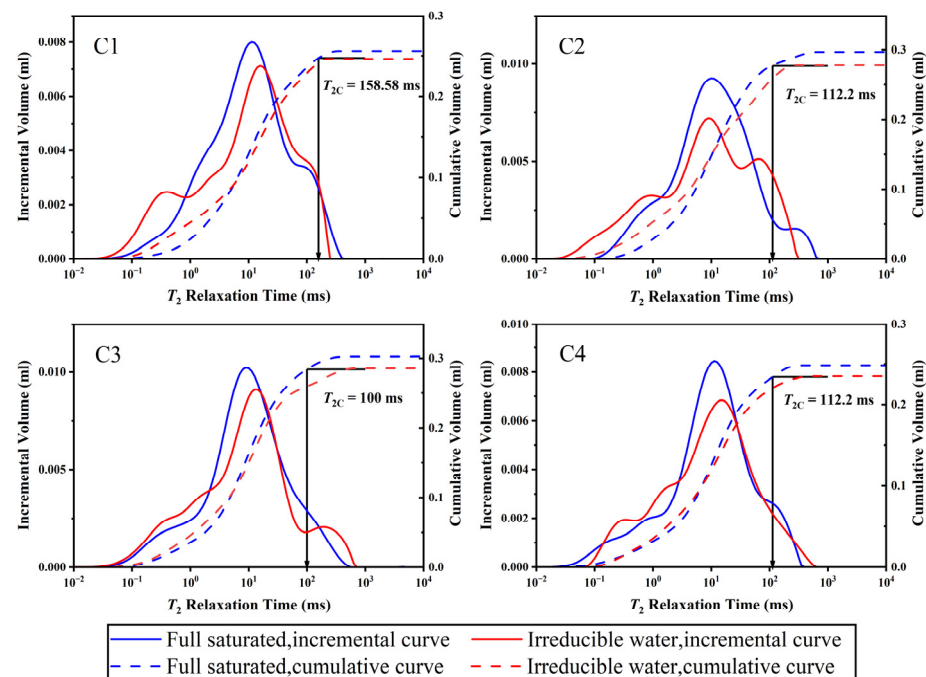 C1
Incremental Volume (ml)
0.008
0.006
0.004
0.002
0.000
0.3
0.2
0.1
0.0
Cumulative Volume (ml)
T2C = 158.58 ms
10-2 10-1 100 101 102 103 104
T2 Relaxation Time (ms)
C2
Incremental Volume (ml)
0.010
0.005
0.000
0.3
0.2
0.1
0.0
Cumulative Volume (ml)
T2C = 112.2 ms
10-2 10-1 100 101 102 103 104
T2 Relaxation Time (ms)
C3
Incremental Volume (ml)
0.010
0.005
0.000
0.3
0.2
0.1
0.0
Cumulative Volume (ml)
T2C = 100 ms
10-2 10-1 100 101 102 103 104
T2 Relaxation Time (ms)
C4
Incremental Volume (ml)
0.010
0.008
0.006
0.004
0.002
0.000
0.3
0.2
0.1
0.0
Cumulative Volume (ml)
T2C = 112.2 ms
10-2 10-1 100 101 102 103 104
T2 Relaxation Time (ms)
Full saturated,incremental curve Irreducible water,incremental curve
Full saturated,cumulative curve Irreducible water,cumulative curve